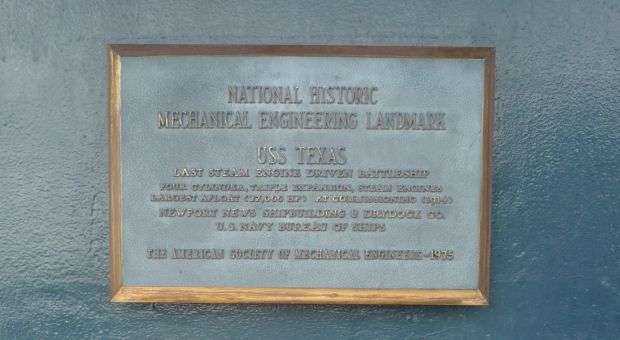 NATIONAL HISTORIC
MECHANICAL ENGINEERING LANDMARK
USS TEXAS
LAST STEAM ENGINE DRIVEN BATTLESHIP
FOUR CYLINDER, TRIPLE EXPANSION, STEAM ENGINES
LARGEST AFLOAT (27,000 HP) AT COMMISSIONING (1914)
NEWPORT NEWS SHIPBUILDING & DRYDOCK CO.
U.S. NAVY BUREAU OF SHIPS
THE AMERICAN SOCIETY OF MECHANICAL ENGINEERS-1975